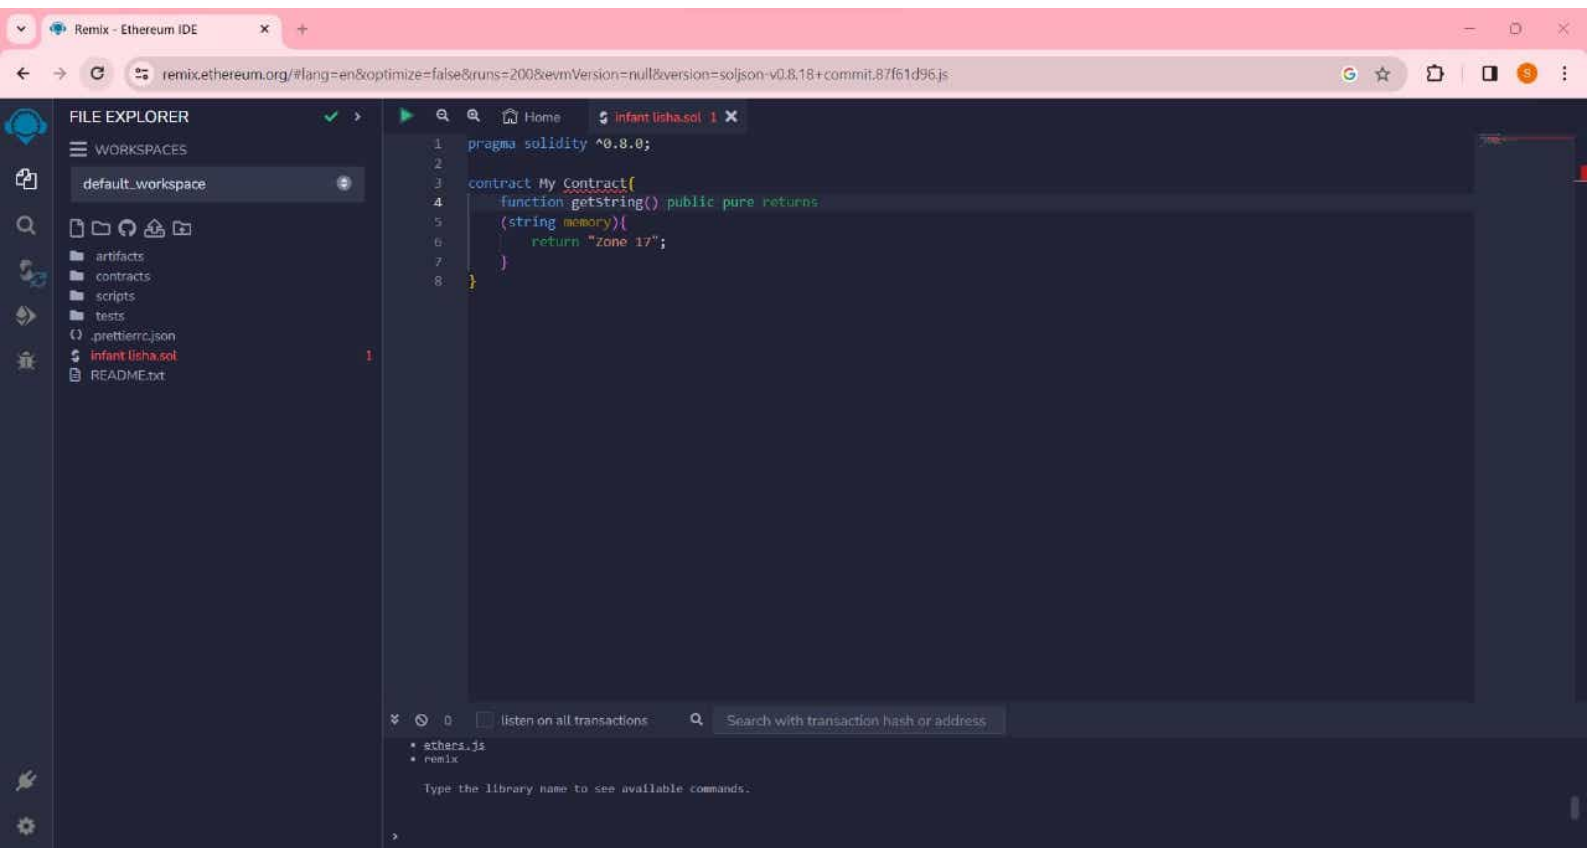 Remix - Ethereum IDE
remix.ethereum.org/#lang=en&optimize=false&runs=200&evmVersion=null&version=soljson-v0.8.18+commit.87f61d96.js
G
S
FILE EXPLORER
Home
infant lisha.sol 1
WORKSPACES
default_workspace
artifacts
contracts
scripts
tests
.prettierrc.json
infant lisha.sol 1
README.txt
1 pragma solidity ^0.8.0;
2
3 contract My Contract{
4 function getString() public pure returns
5 (string memory){
6 return "Zone 17";
7 }
8 }
0 listen on all transactions Search with transaction hash or address
• ethers.js
• remix
Type the library name to see available commands.
>